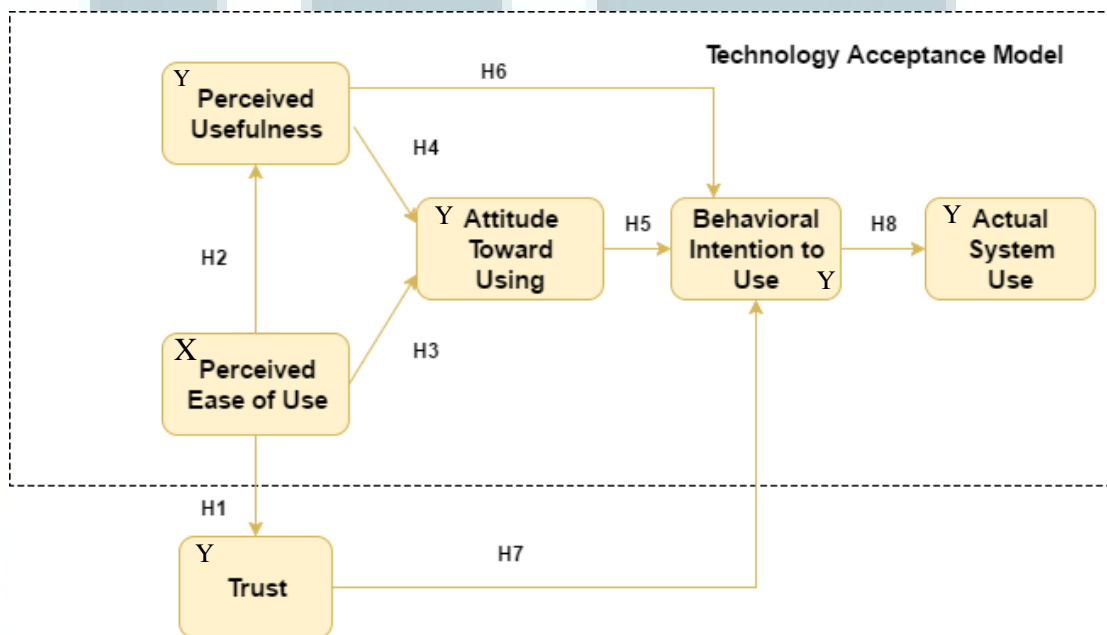 Technology Acceptance Model
H6
Y
Perceived
Usefulness
H4
Y
Attitude
Toward
Using
H5
Behavioral
Intention to
Use
Y
H8
Y
Actual
System
Use
H2
H3
X
Perceived
Ease of Use
H1
Y
Trust
H7